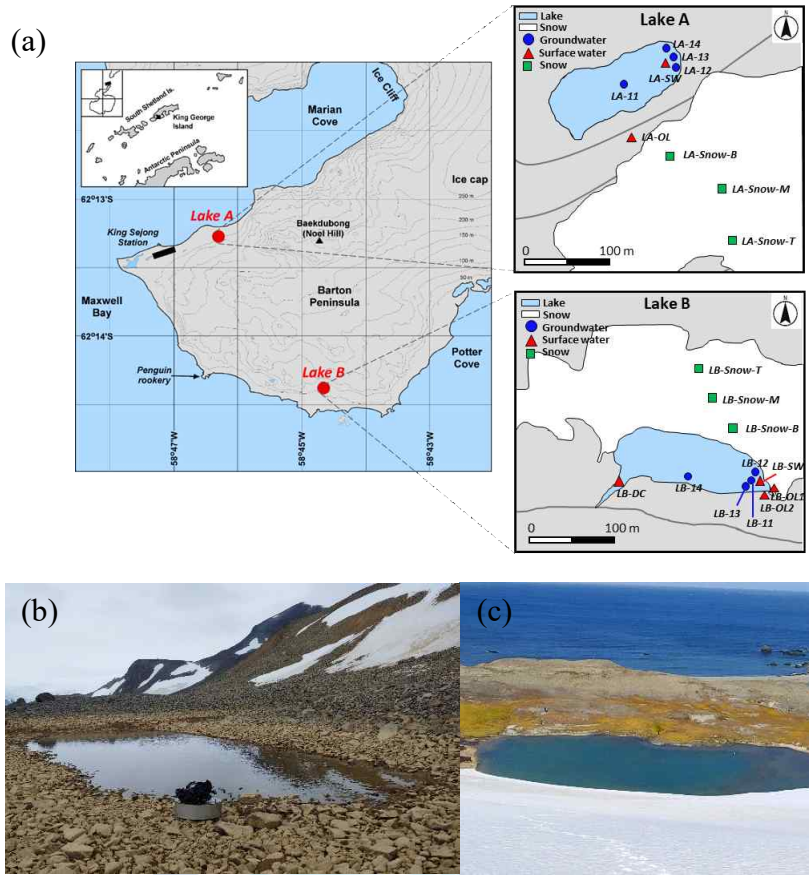 (a)
South Shetland Is.
King George
Island
Antarctic Peninsula
Marian
Cove
Ice Cliff
Ice cap
250 m
200 m
150 m
100 m
50 m
62°13'S
Lake A
King Sejong
Station
Baekdubong
(Noel Hill)
Maxwell
Bay
Barton
Peninsula
62°14'S
Potter
Cove
Penguin
rookery
Lake B
58°47'W
58°45'W
58°43'W
Lake
Snow
Groundwater
Surface water
Snow
Lake A
N
LA-14
LA-13
LA-12
LA-SW
LA-11
LA-OL
LA-Snow-B
LA-Snow-M
LA-Snow-T
0 100 m
Lake
Snow
Groundwater
Surface water
Snow
Lake B
N
LB-Snow-T
LB-Snow-M
LB-Snow-B
LB-12
LB-SW
LB-DC
LB-14
LB-OL1
LB-OL2
LB-13
LB-11
0 100 m
(b)
(c)